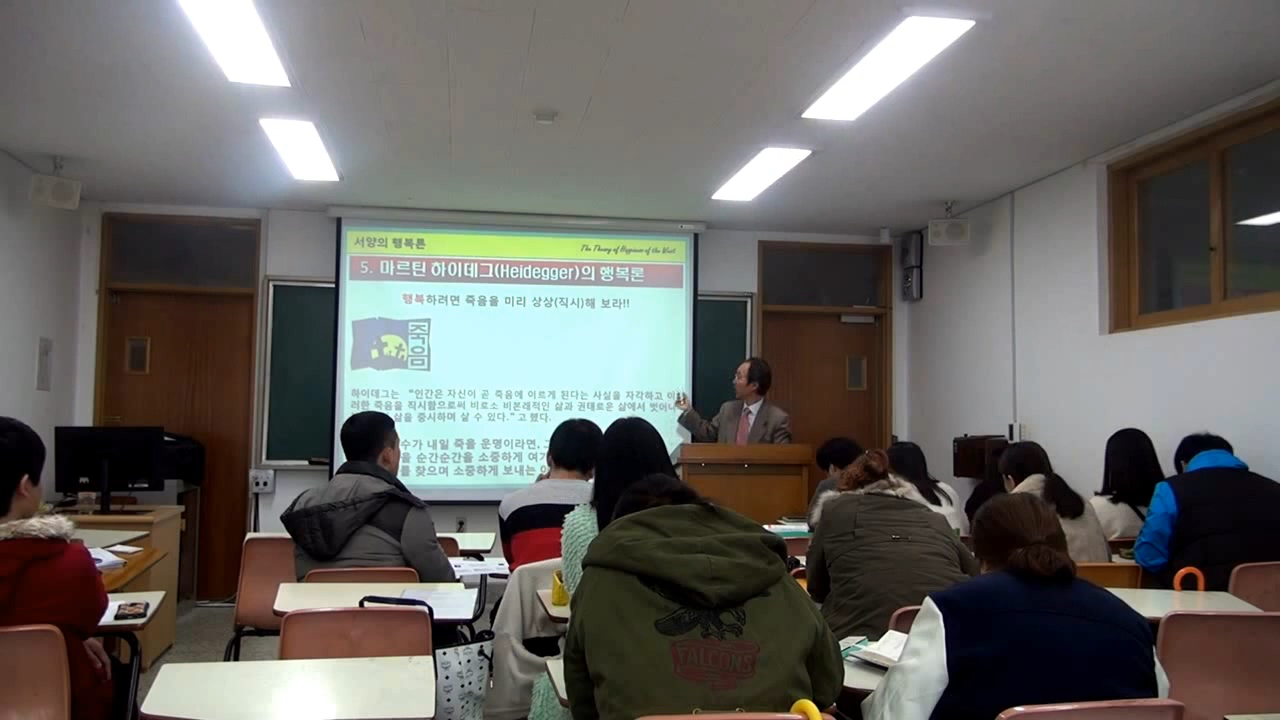 서양의 행복론
The Theory of Happiness of the West
5. 마르틴 하이데그(Heidegger)의 행복론
행복하려면 죽음을 미리 상상(직시)해 보라!!
죽음
하이데그는 "인간은 자신이 곧 죽음에 이르게 된다는 사실을 자각하고 이
러한 죽음을 직시함으로써 비로소 비본래적인 삶과 권태로운 삶에서 벗어나
삶을 중시하며 살 수 있다." 고 했다.
수가 내일 죽을 운명이라면,
을 순간순간을 소중하게 여
를 찾으며 소중하게 보내는
FALCONS